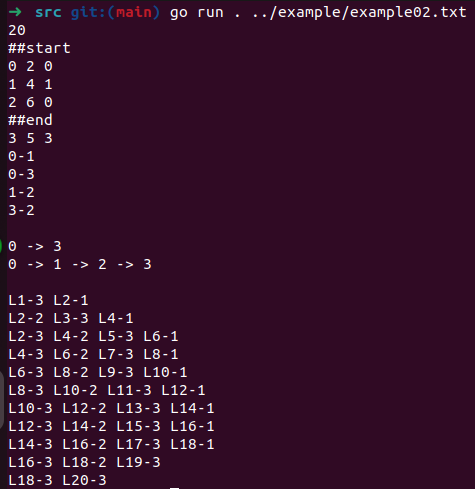 ➜ src git:(main) go run . ../example/example02.txt
20
##start
0 2 0
1 4 1
2 6 0
##end
3 5 3
0-1
0-3
1-2
3-2

0 -> 3
0 -> 1 -> 2 -> 3

L1-3 L2-1
L2-2 L3-3 L4-1
L2-3 L4-2 L5-3 L6-1
L4-3 L6-2 L7-3 L8-1
L6-3 L8-2 L9-3 L10-1
L8-3 L10-2 L11-3 L12-1
L10-3 L12-2 L13-3 L14-1
L12-3 L14-2 L15-3 L16-1
L14-3 L16-2 L17-3 L18-1
L16-3 L18-2 L19-3
L18-3 L20-3